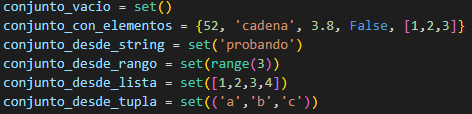 conjunto_vacio = set()
conjunto_con_elementos = {52, 'cadena', 3.8, False, [1,2,3]}
conjunto_desde_string = set('probando')
conjunto_desde_rango = set(range(3))
conjunto_desde_lista = set([1,2,3,4])
conjunto_desde_tupla = set(('a','b','c'))